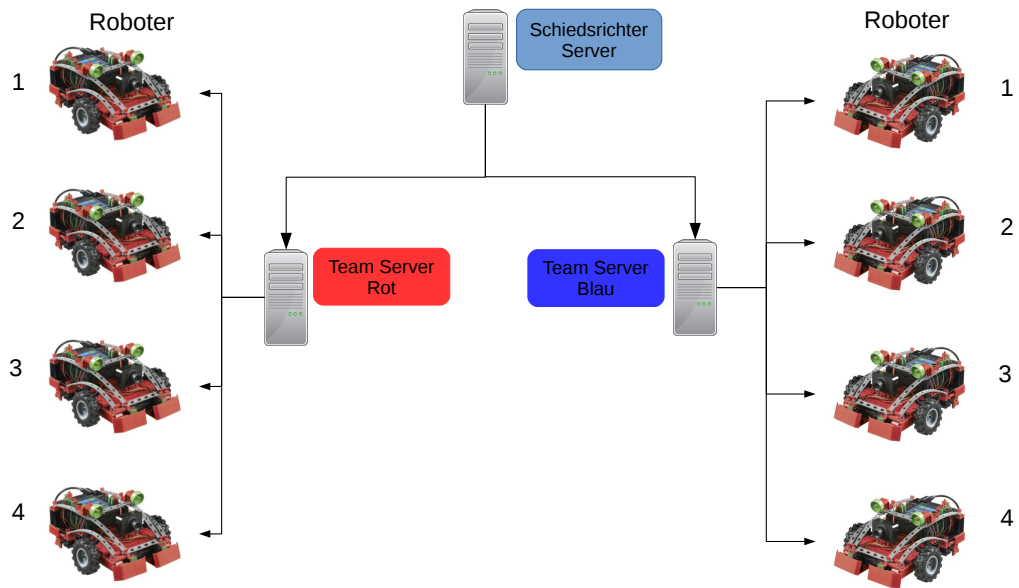 Roboter
Schiedsrichter
Server
Roboter
1
1
2
2
Team Server
Rot
Team Server
Blau
3
3
4
4